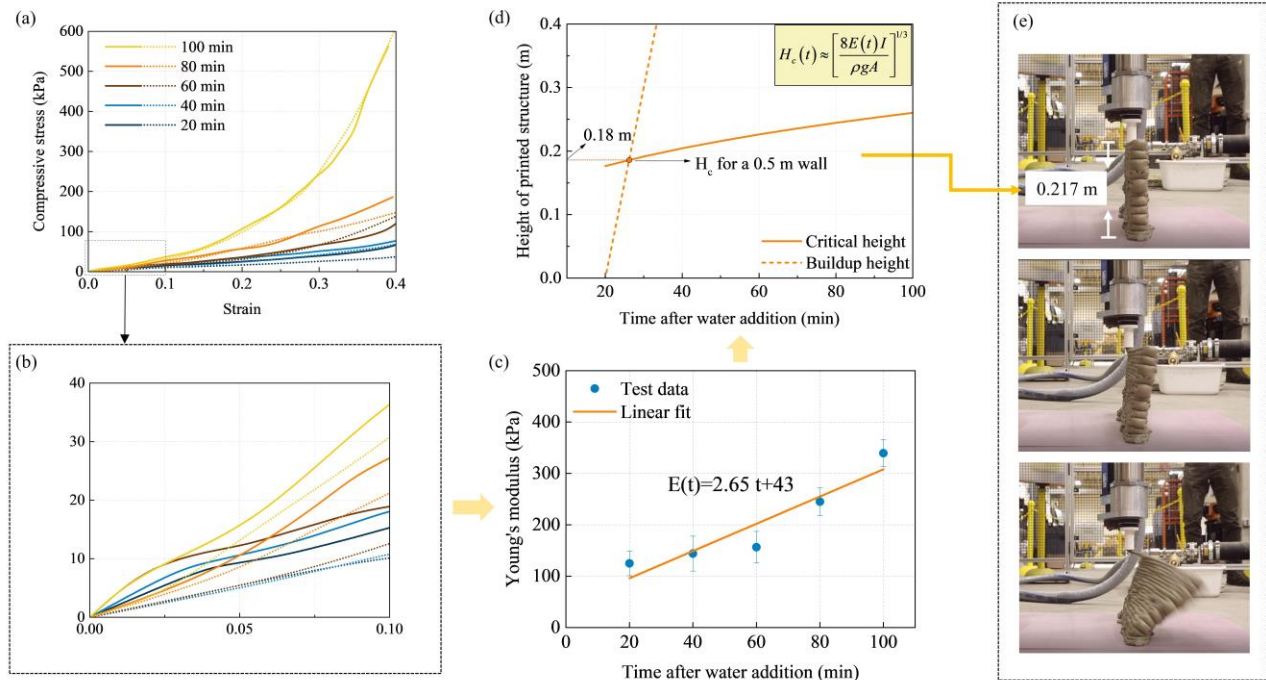 (a)
600
500
400
300
200
100
0
0.0
0.1
0.2
0.3
0.4
Compressive stress (kPa)
Strain
100 min
80 min
60 min
40 min
20 min
(b)
40
30
20
10
0
0.00
0.05
0.10
(c)
500
400
300
200
100
0
0
20
40
60
80
100
Young's modulus (kPa)
Time after water addition (min)
Test data
Linear fit
E(t)=2.65 t+43
(d)
0.4
0.3
0.2
0.1
0.0
20
40
60
80
100
Height of printed structure (m)
Time after water addition (min)
H_c(t)≈[8E(t)I/ρgA]^1/3
0.18 m
H_c for a 0.5 m wall
Critical height
Buildup height
(e)
0.217 m